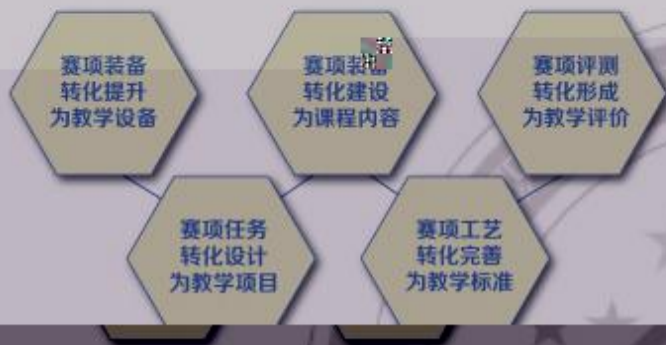 赛项装备
转化提升
为教学设备
赛项装备
转化建设
为课程内容
赛项评测
转化形成
为教学评价
赛项任务
转化设计
为教学项目
赛项工艺
转化完善
为教学标准